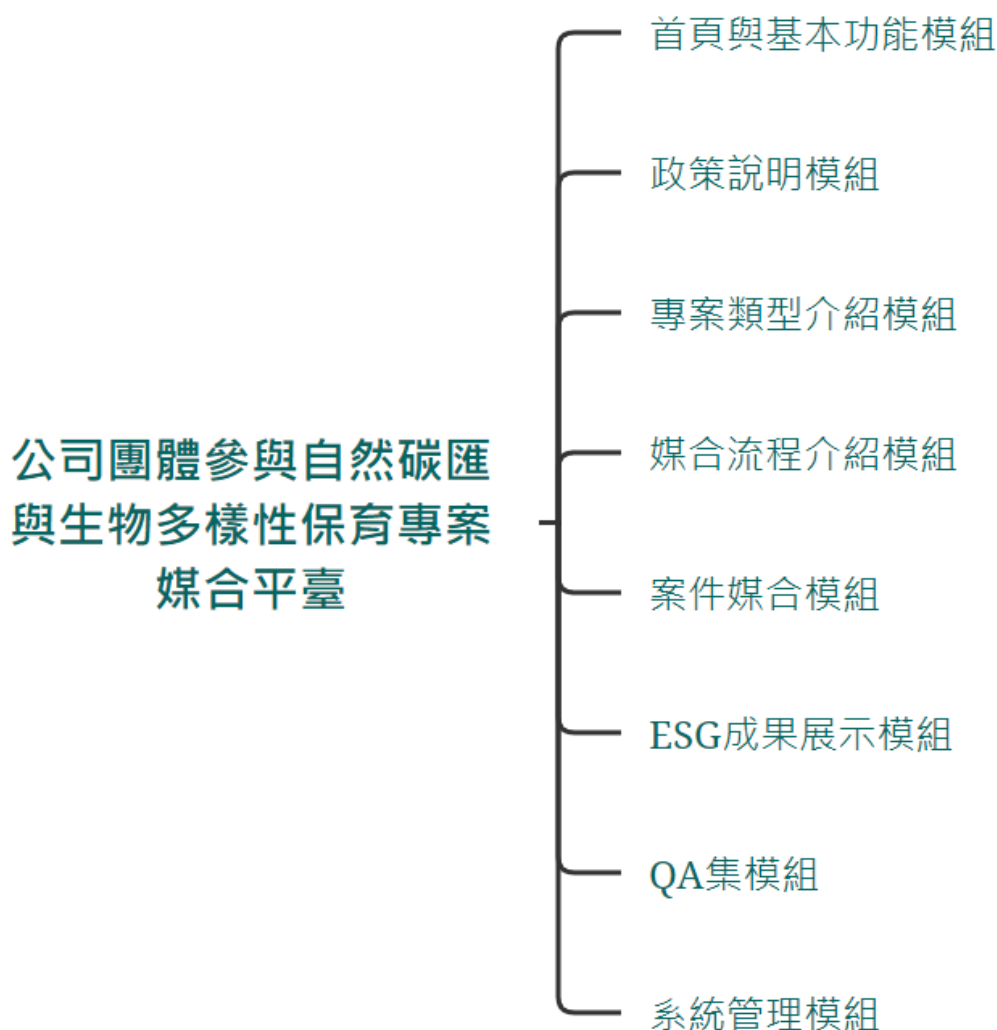 公司團體參與自然碳匯
與生物多樣性保育專案
媒合平臺
首頁與基本功能模組
政策說明模組
專案類型介紹模組
媒合流程介紹模組
案件媒合模組
ESG成果展示模組
QA集模組
系統管理模組